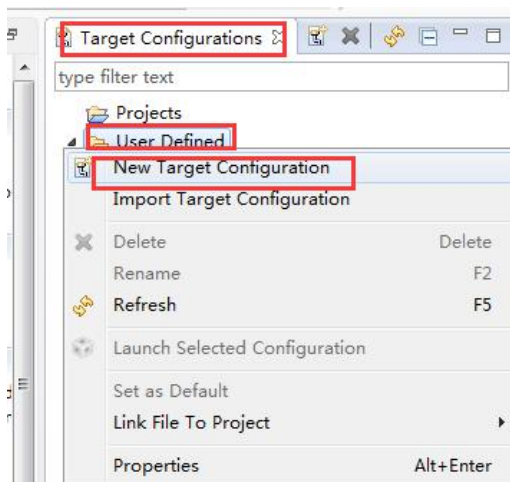 Target Configurations
type filter text
Projects
User Defined
New Target Configuration
Import Target Configuration
Delete Delete
Rename F2
Refresh F5
Launch Selected Configuration
Set as Default
Link File To Project
Properties Alt+Enter